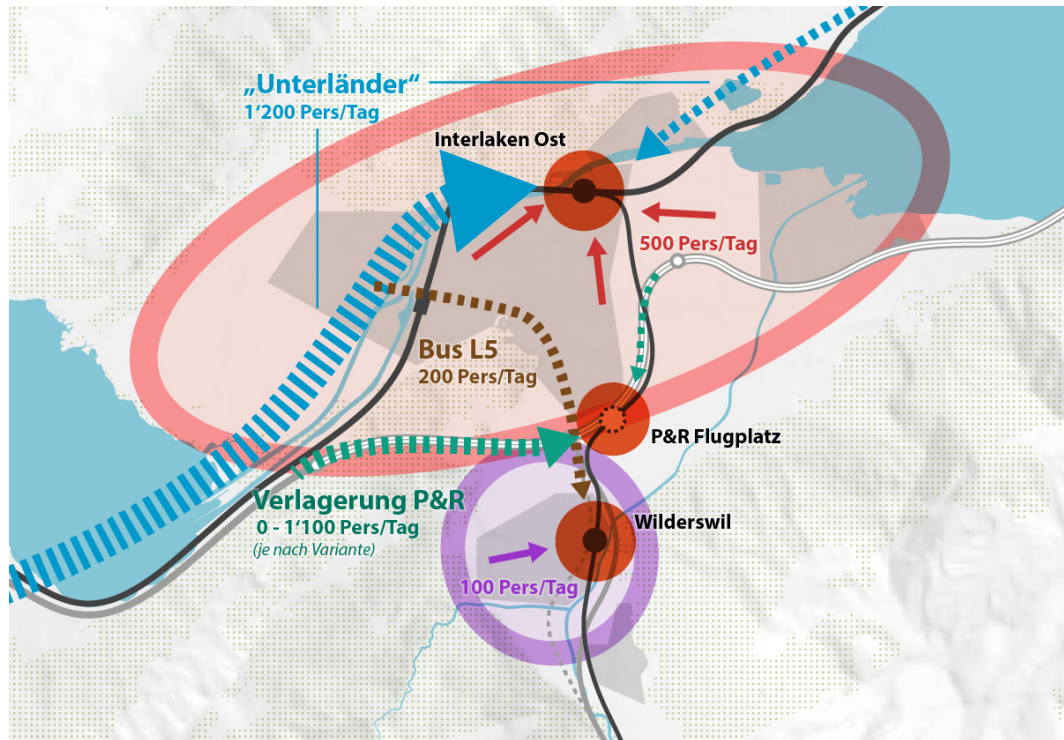 „Unterländer“
1‘200 Pers/Tag
Interlaken Ost
500 Pers/Tag
Bus L5
200 Pers/Tag
P&R Flugplatz
Verlagerung P&R
0 - 1‘100 Pers/Tag
(je nach Variante)
Wilderswil
100 Pers/Tag